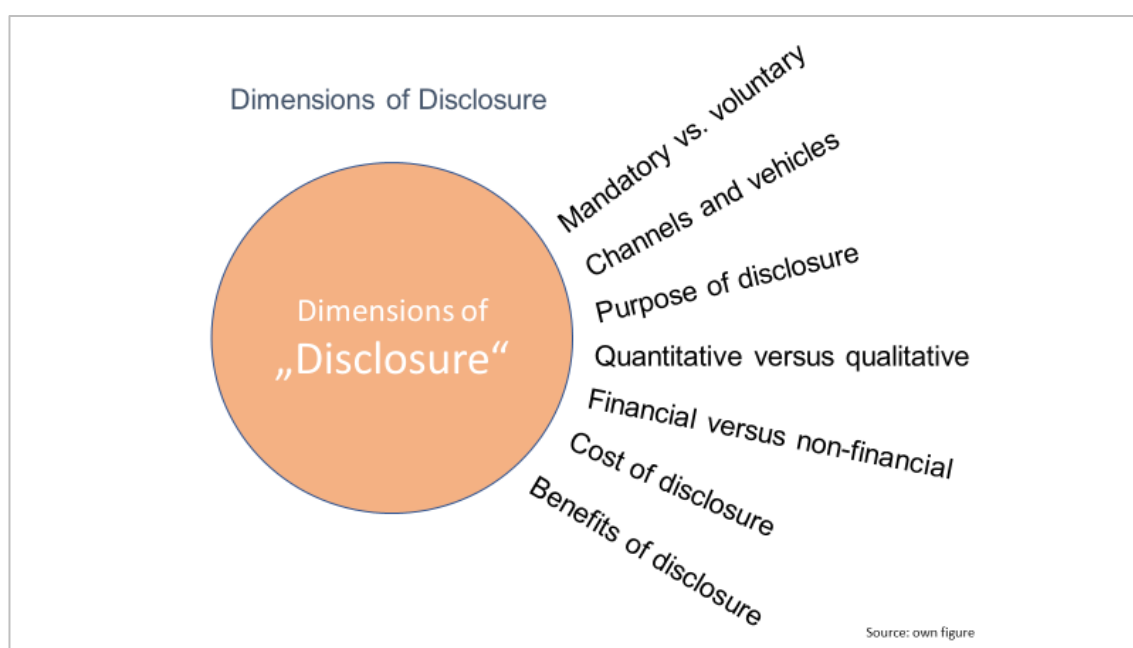 Dimensions of Disclosure
Dimensions of
„Disclosure“
Mandatory vs. voluntary
Channels and vehicles
Purpose of disclosure
Quantitative versus qualitative
Financial versus non-financial
Cost of disclosure
Benefits of disclosure
Source: own figure